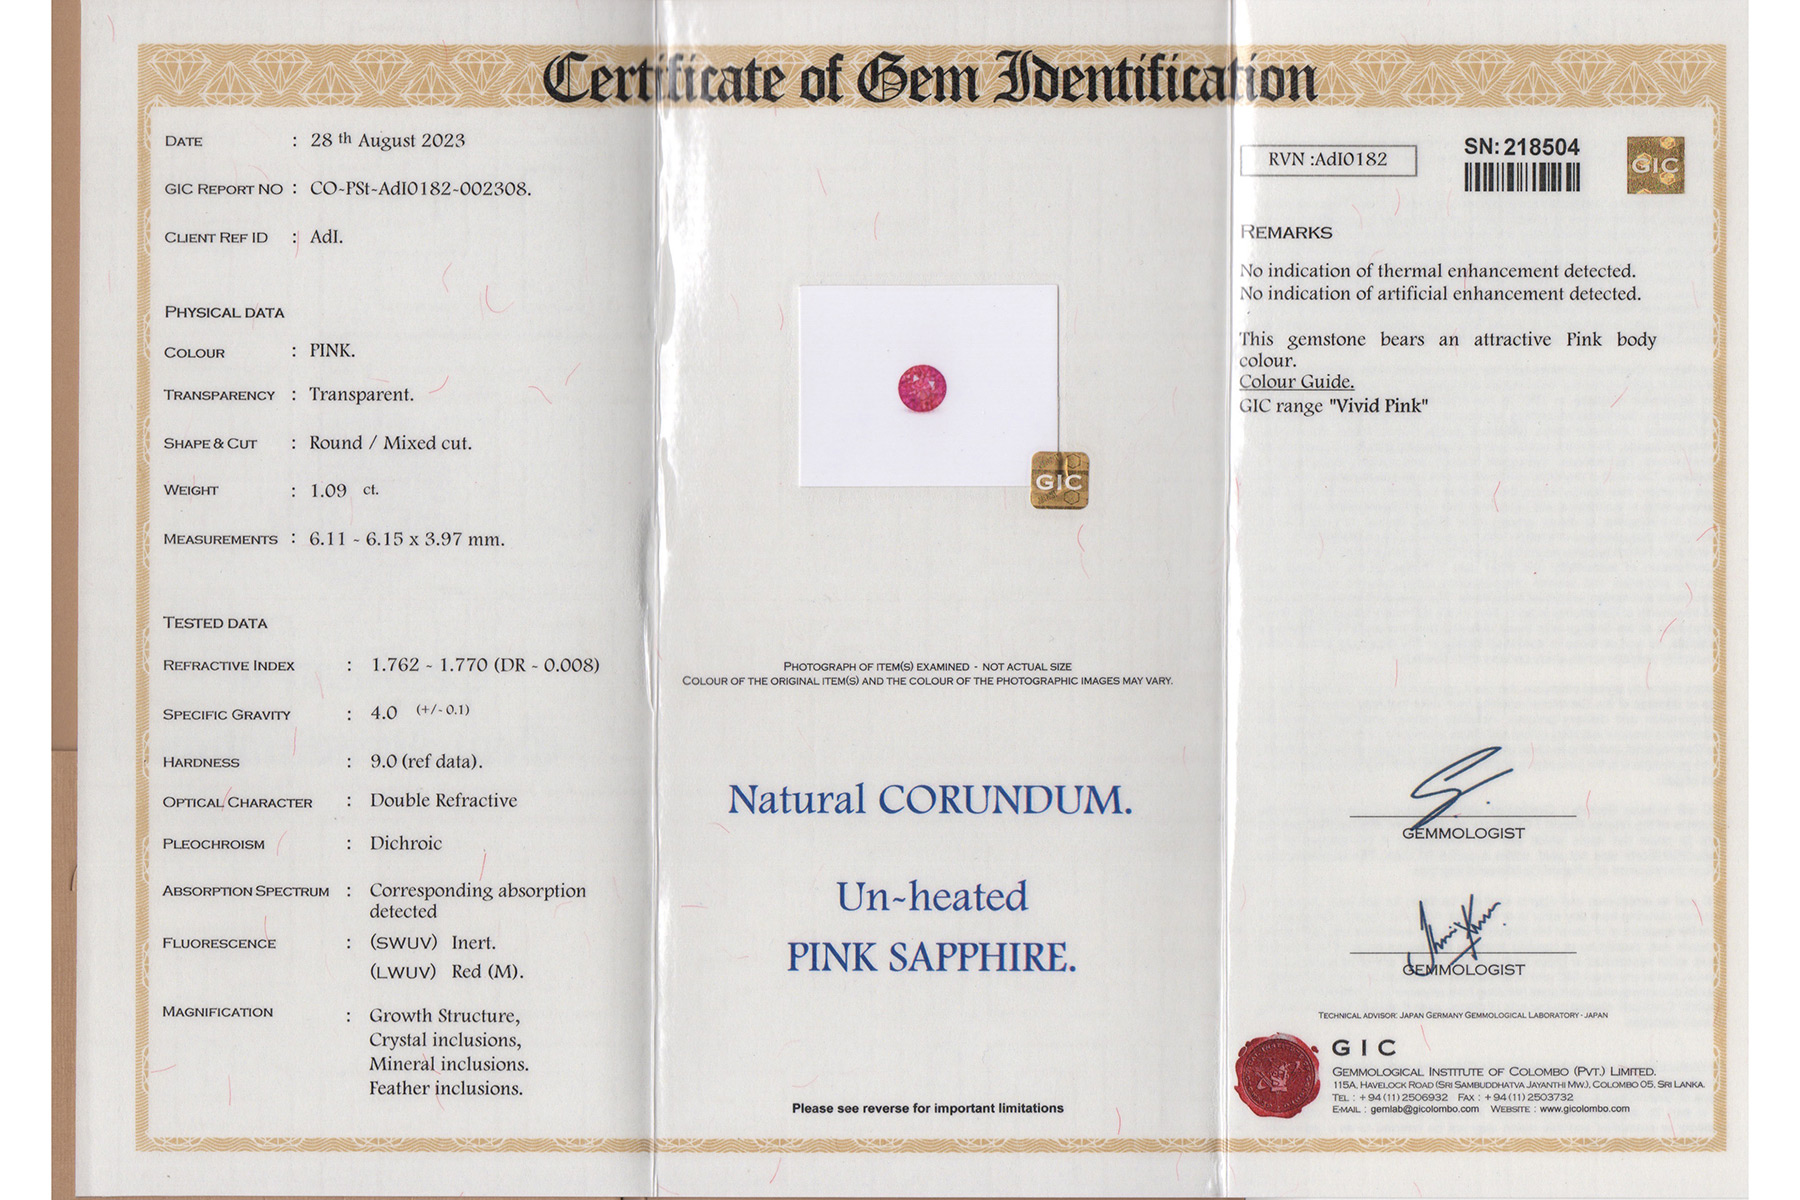 Certificate of Gem Identification
DATE : 28 th August 2023
GIC REPORT NO : CO-PSt-AdI0182-002308.
CLIENT REF ID : AdI.
PHYSICAL DATA
COLOUR : PINK.
TRANSPARENCY : Transparent.
SHAPE & CUT : Round / Mixed cut.
WEIGHT : 1.09 ct.
MEASUREMENTS : 6.11 - 6.15 x 3.97 mm.
TESTED DATA
REFRACTIVE INDEX : 1.762 - 1.770 (DR - 0.008)
SPECIFIC GRAVITY : 4.0 (+/- 0.1)
HARDNESS : 9.0 (ref data).
OPTICAL CHARACTER : Double Refractive
PLEOCHROISM : Dichroic
ABSORPTION SPECTRUM : Corresponding absorption
detected
FLUORESCENCE : (SWUV) Inert.
(LWUV) Red (M).
MAGNIFICATION : Growth Structure,
Crystal inclusions,
Mineral inclusions.
Feather inclusions.
GIC
PHOTOGRAPH OF ITEM(S) EXAMINED - NOT ACTUAL SIZE
COLOUR OF THE ORIGINAL ITEM(S) AND THE COLOUR OF THE PHOTOGRAPHIC IMAGES MAY VARY.
Natural CORUNDUM.
Un-heated
PINK SAPPHIRE.
Please see reverse for important limitations
RVN :AdI0182
SN: 218504
GIC
REMARKS
No indication of thermal enhancement detected.
No indication of artificial enhancement detected.
This gemstone bears an attractive Pink body
colour.
Colour Guide.
GIC range "Vivid Pink"
GEMMOLOGIST
GEMMOLOGIST
TECHNICAL ADVISOR: JAPAN GERMANY GEMMOLOGICAL LABORATORY - JAPAN
GIC
GEMMOLOGICAL INSTITUTE OF COLOMBO (PVT.) LIMITED.
115A, HAVELOCK ROAD (SRI SAMBUDDHATVA JAYANTHI MW.), COLOMBO 05. SRI LANKA.
TEL : +94 (11) 2506932 FAX : +94 (11) 2503732
E-MAIL : gemlab@gicolombo.com WEBSITE : www.gicolombo.com